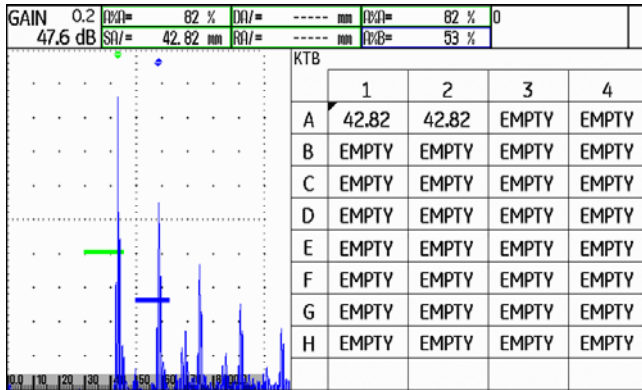 GAIN 0.2 A%A= 82 % DA/= ----- mm A%A= 82 % 0
47.6 dB SA/= 42.82 mm RA/= ----- mm A%B= 53 %
KTB
1 2 3 4
A 42.82 42.82 EMPTY EMPTY
B EMPTY EMPTY EMPTY EMPTY
C EMPTY EMPTY EMPTY EMPTY
D EMPTY EMPTY EMPTY EMPTY
E EMPTY EMPTY EMPTY EMPTY
F EMPTY EMPTY EMPTY EMPTY
G EMPTY EMPTY EMPTY EMPTY
H EMPTY EMPTY EMPTY EMPTY
0.0 10 20 30 50